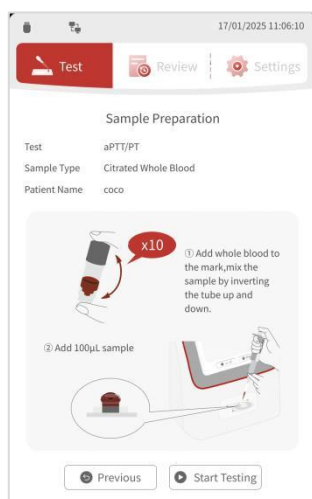 17/01/2025 11:06:10
Test
Review
Settings
Sample Preparation
Test aPTT/PT
Sample Type Citrated Whole Blood
Patient Name coco
x10
① Add whole blood to
the mark,mix the
sample by inverting
the tube up and
down.
② Add 100μL sample
Previous
Start Testing